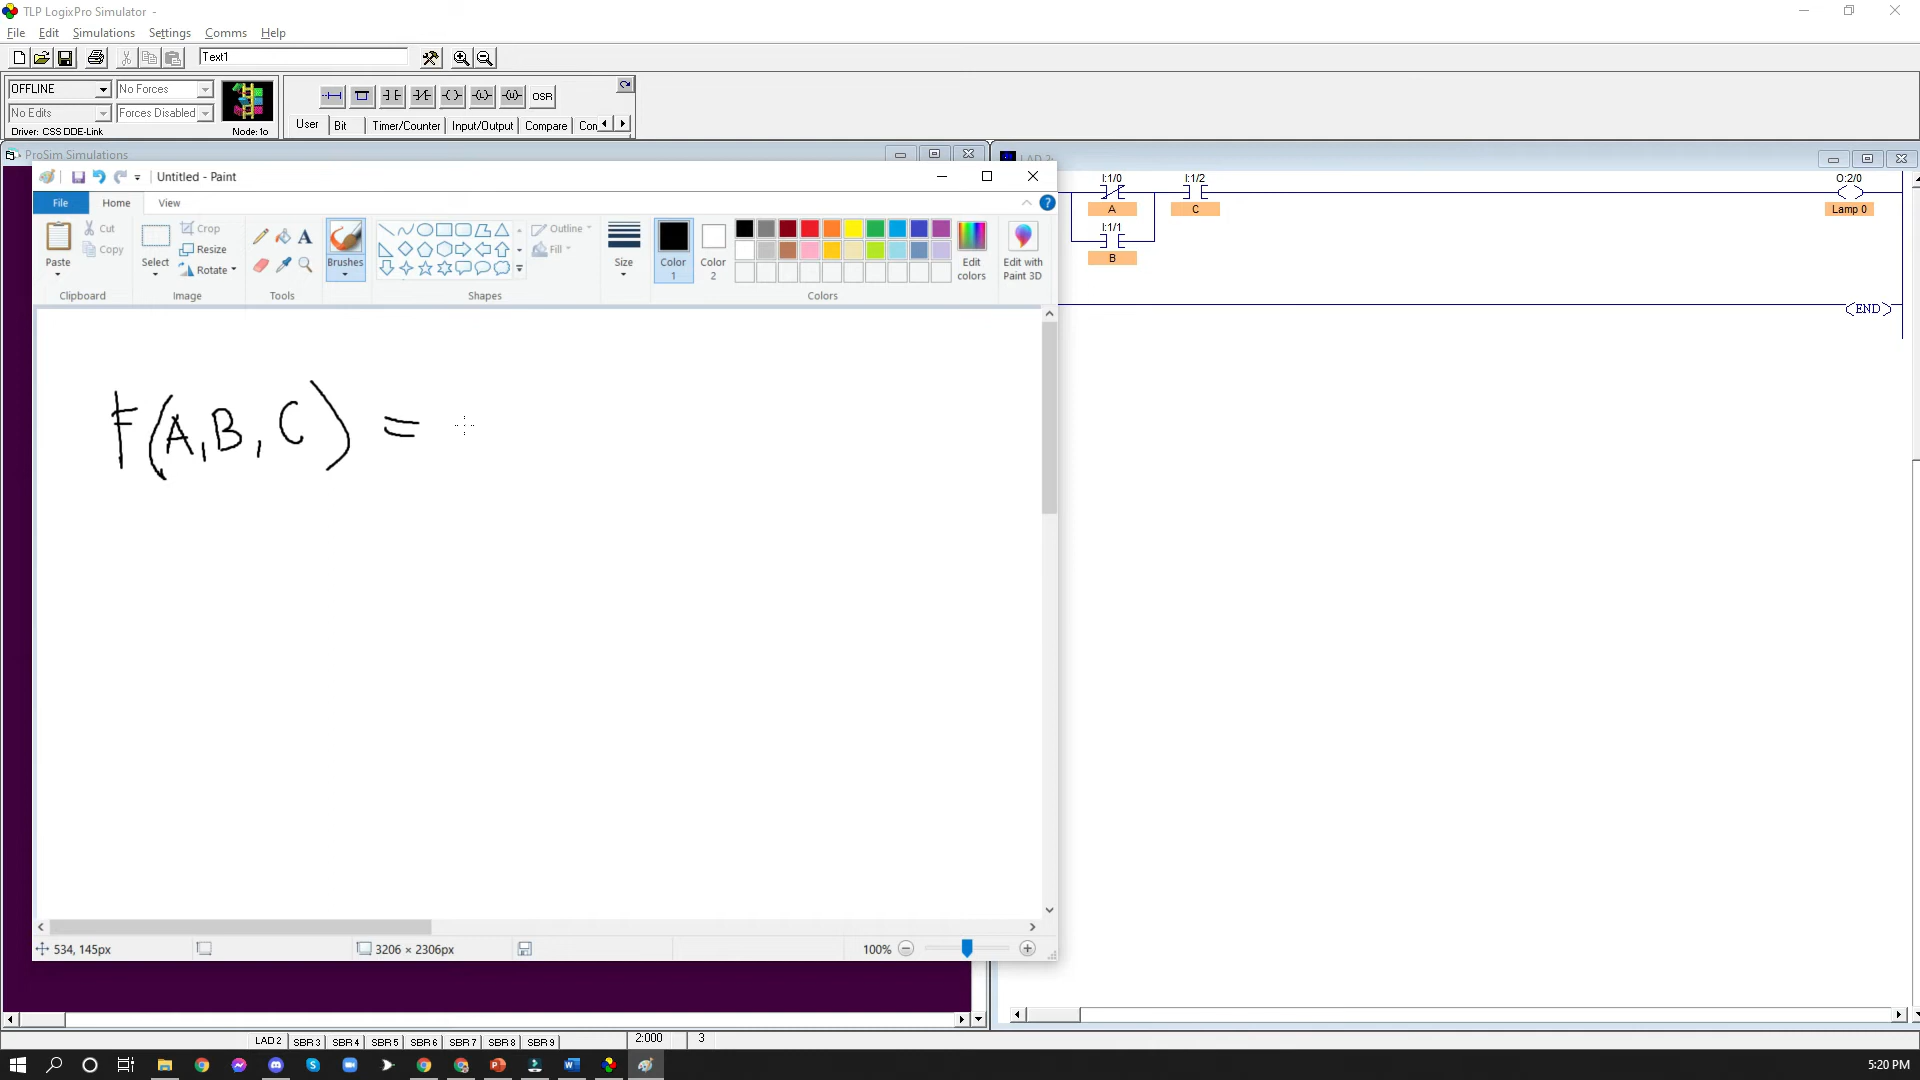 TLP LogixPro Simulator -
File Edit Simulations Settings Comms Help
Text1
OFFLINE No Forces
No Edits Forces Disabled
Driver: CSS DDE-Link Node: 1o
OSR
User Bit Timer/Counter Input/Output Compare Con
ProSim Simulations
LAD 2:
Untitled - Paint
File Home View
Paste Cut Copy
Clipboard
Select Crop Resize Rotate
Image
A
Tools
Brushes
Outline
Fill
Shapes
Size
Color 1
Color 2
Edit colors
Edit with Paint 3D
Colors
I:1/0 I:1/2 O:2/0
A C Lamp 0
I:1/1
B
END
F(A,B,C) =
534, 145px 3206 × 2306px 100%
LAD 2 SBR 3 SBR 4 SBR 5 SBR 6 SBR 7 SBR 8 SBR 9 2:000 3
5:20 PM